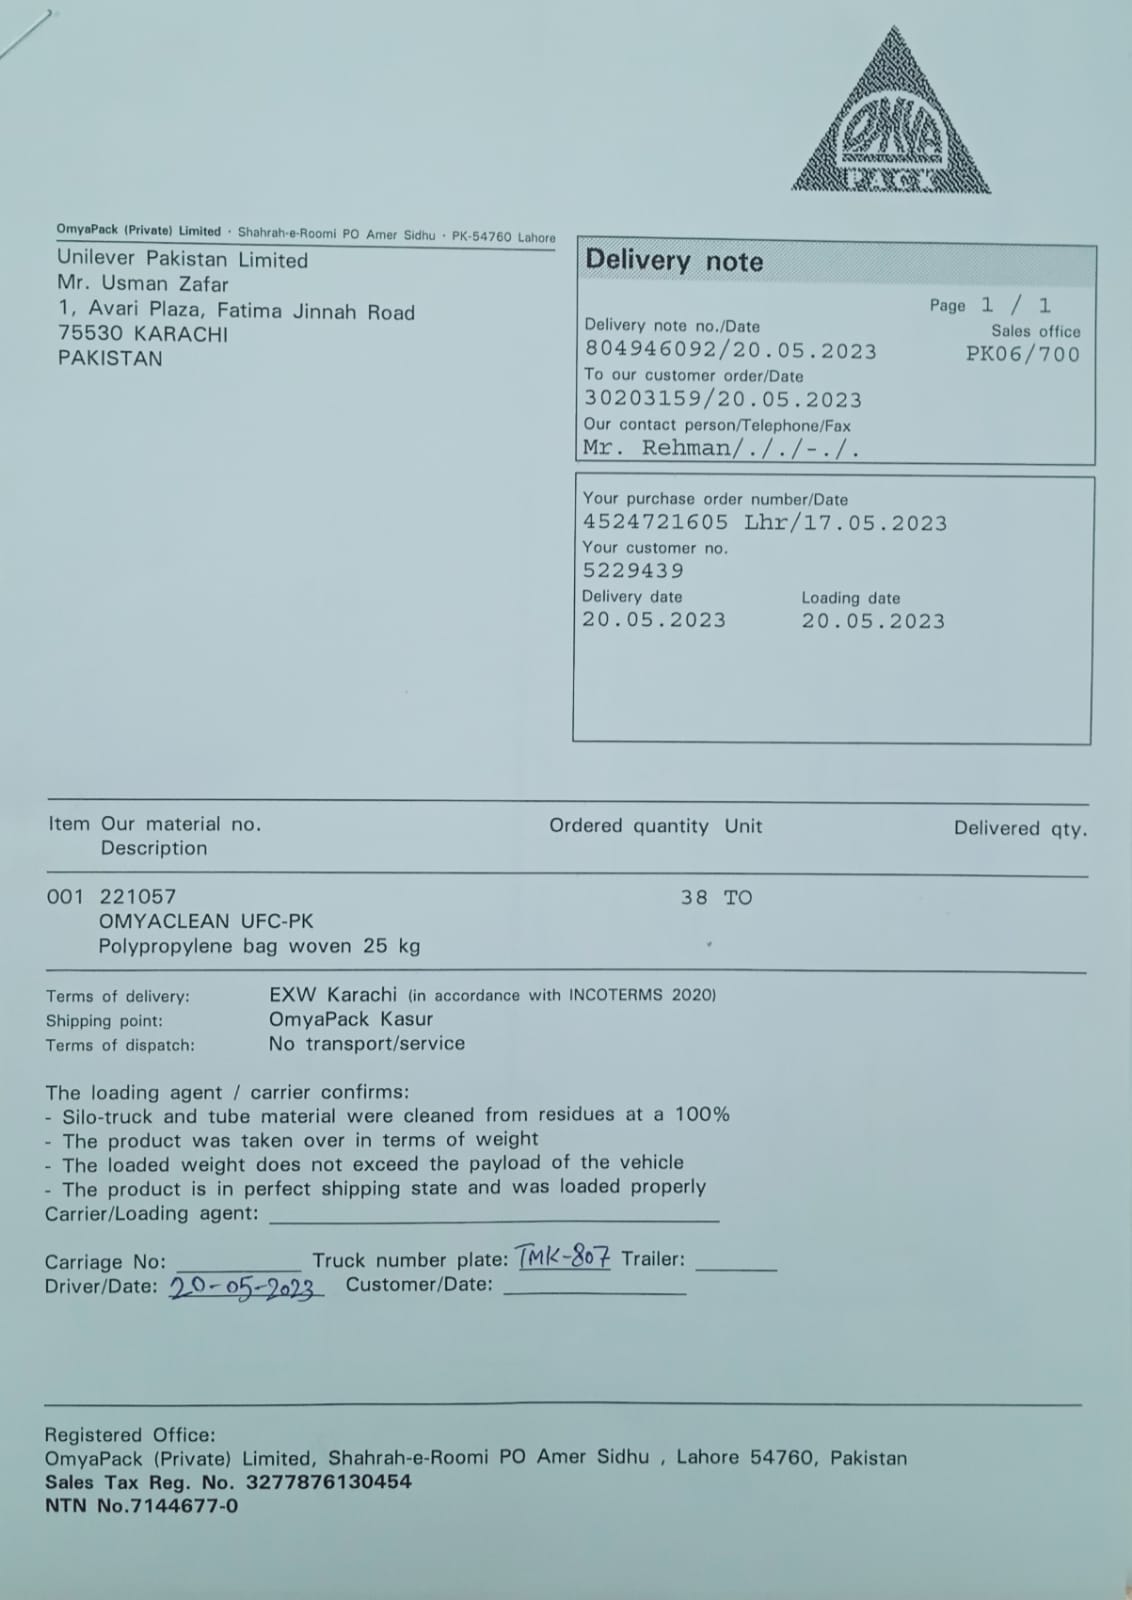 OMYA
PACK
OmyaPack (Private) Limited · Shahrah-e-Roomi PO Amer Sidhu · PK-54760 Lahore
Unilever Pakistan Limited
Mr. Usman Zafar
1, Avari Plaza, Fatima Jinnah Road
75530 KARACHI
PAKISTAN
Delivery note
Page 1 / 1
Delivery note no./Date Sales office
804946092/20.05.2023 PK06/700
To our customer order/Date
30203159/20.05.2023
Our contact person/Telephone/Fax
Mr. Rehman/././-./.
Your purchase order number/Date
4524721605 Lhr/17.05.2023
Your customer no.
5229439
Delivery date Loading date
20.05.2023 20.05.2023
Item Our material no. Ordered quantity Unit Delivered qty.
Description
001 221057 38 TO
OMYACLEAN UFC-PK
Polypropylene bag woven 25 kg
Terms of delivery: EXW Karachi (in accordance with INCOTERMS 2020)
Shipping point: OmyaPack Kasur
Terms of dispatch: No transport/service
The loading agent / carrier confirms:
- Silo-truck and tube material were cleaned from residues at a 100%
- The product was taken over in terms of weight
- The loaded weight does not exceed the payload of the vehicle
- The product is in perfect shipping state and was loaded properly
Carrier/Loading agent:
Carriage No: Truck number plate: TMK-807 Trailer:
Driver/Date: 20-05-2023 Customer/Date:
Registered Office:
OmyaPack (Private) Limited, Shahrah-e-Roomi PO Amer Sidhu , Lahore 54760, Pakistan
Sales Tax Reg. No. 3277876130454
NTN No.7144677-0